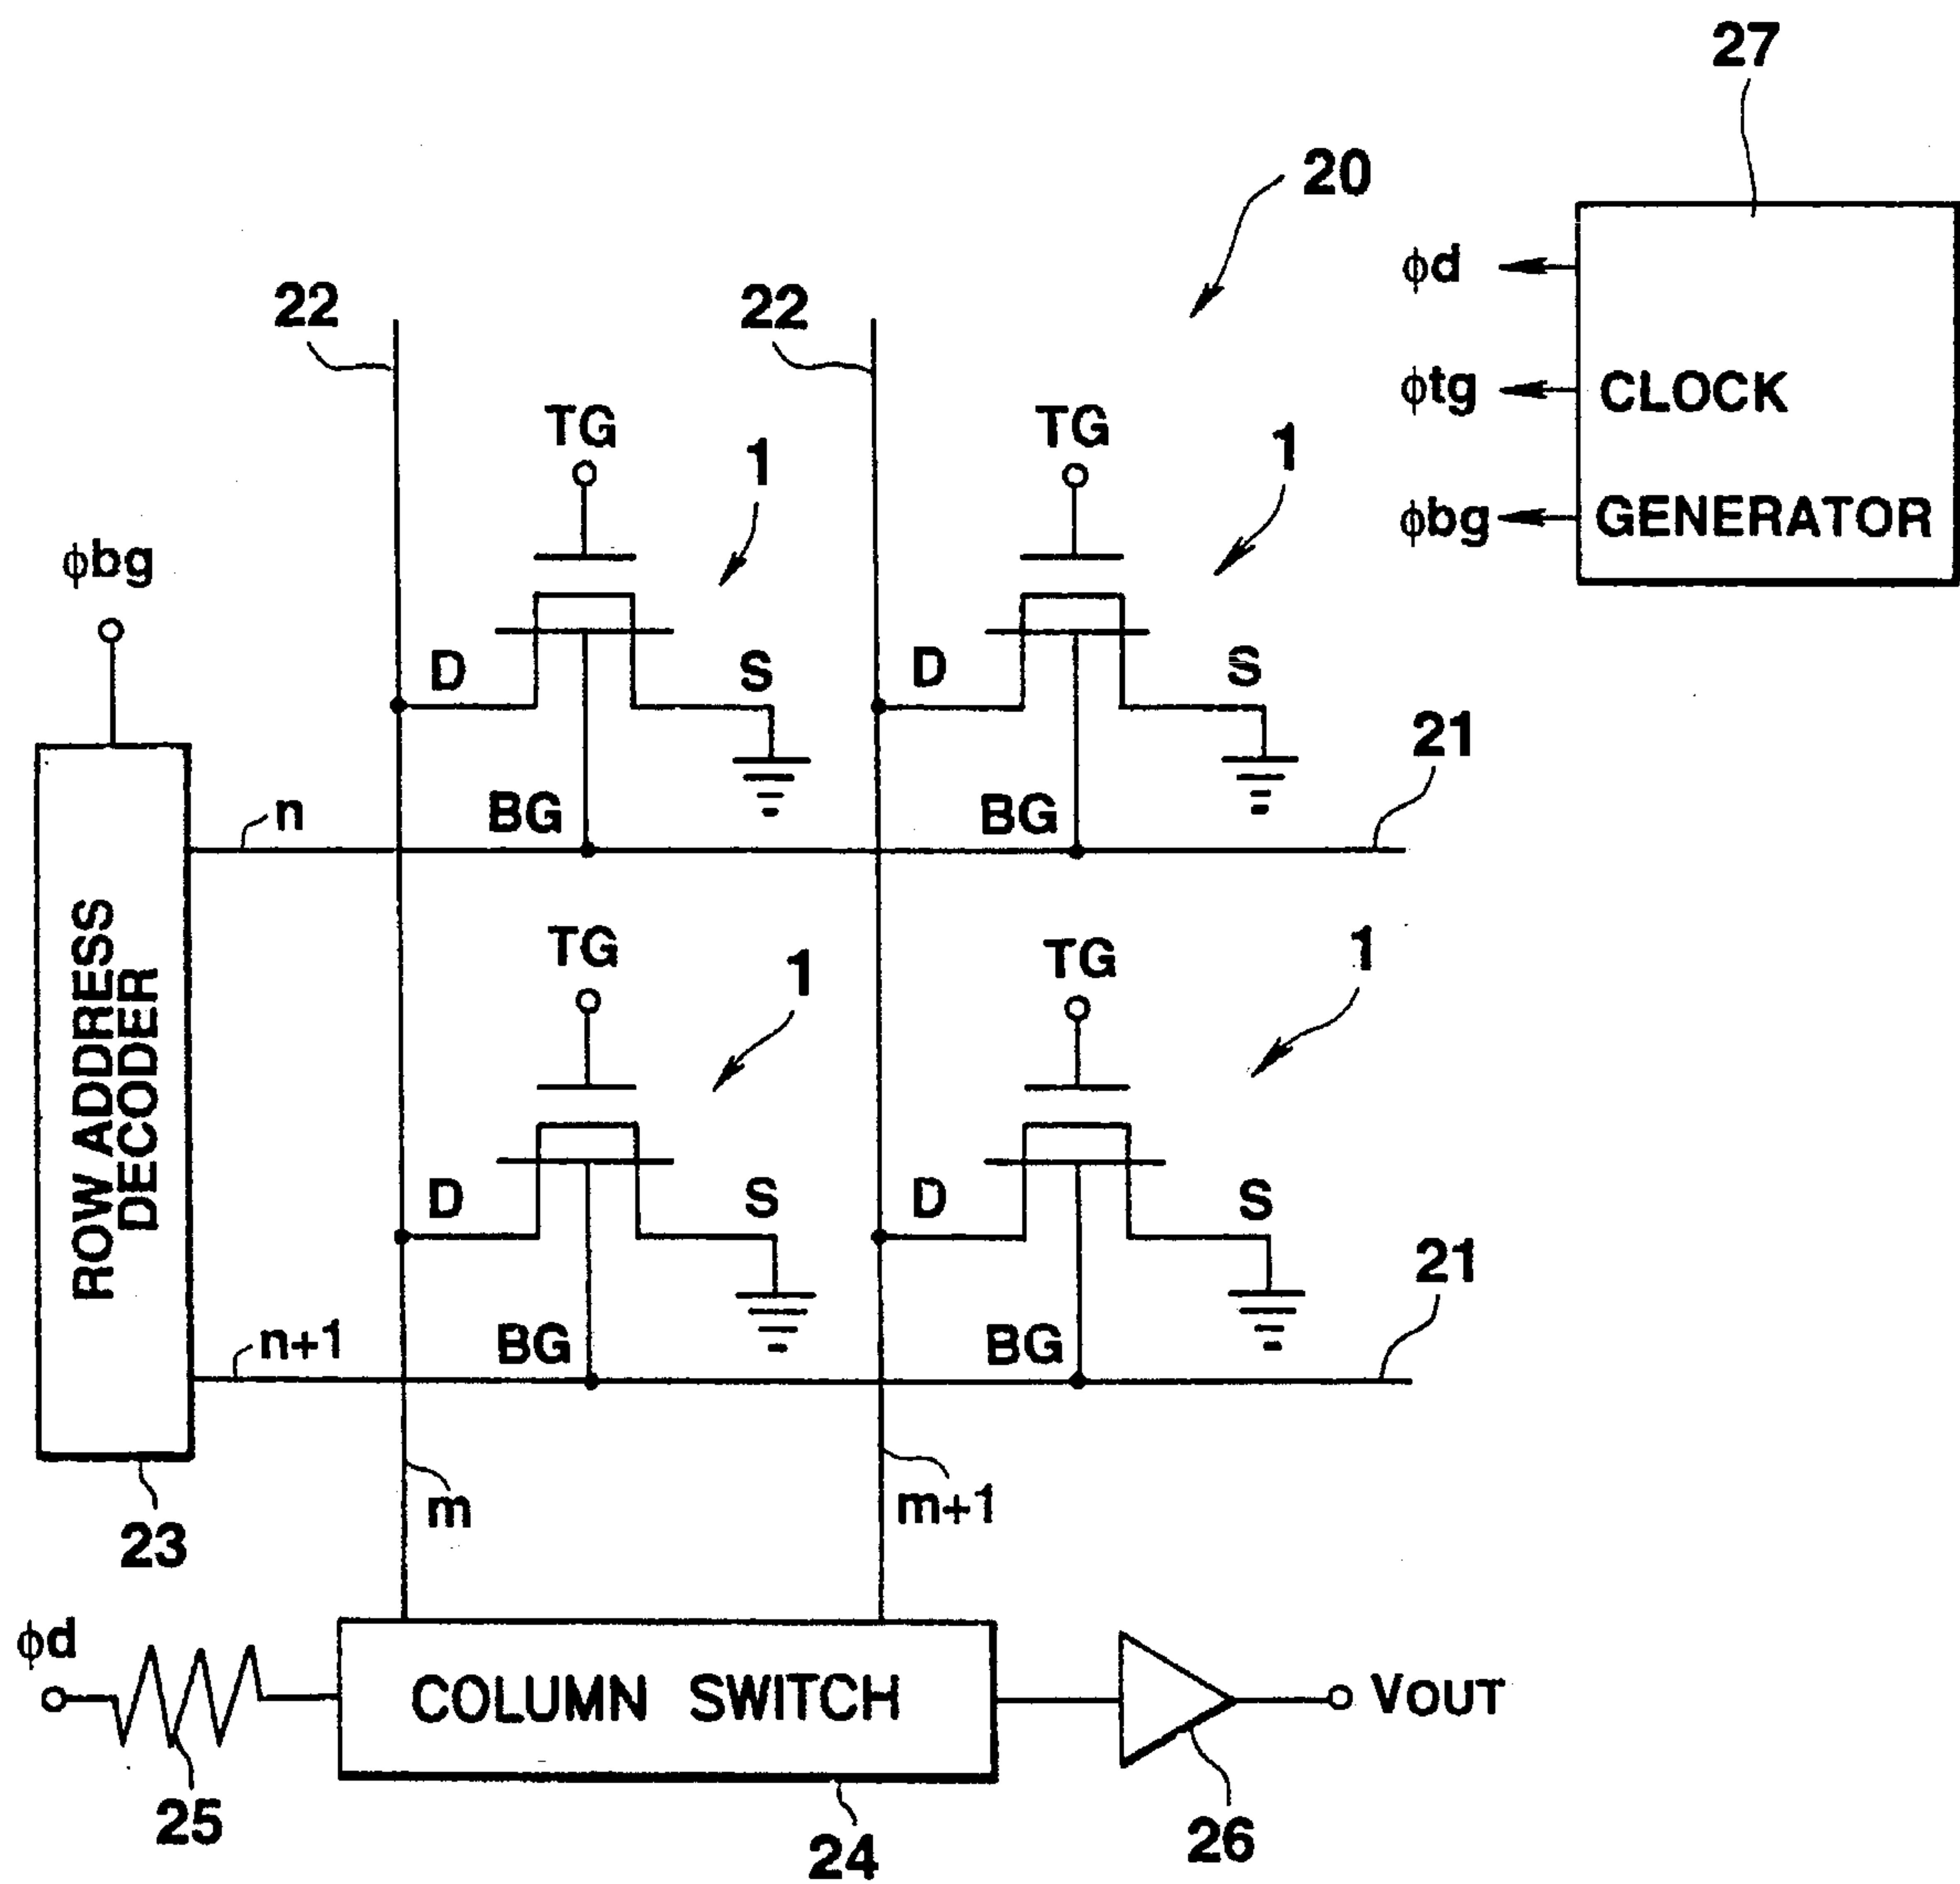 27
20
φd
22
22
φtg
CLOCK
TG
TG
1
1
φbg
GENERATOR
φbg
D
S
D
S
21
n
BG
BG
ROW ADDRESS
DECODER
TG
TG
1
1
D
S
D
S
21
n+1
BG
BG
m
m+1
23
φd
COLUMN SWITCH
VOUT
25
24
26